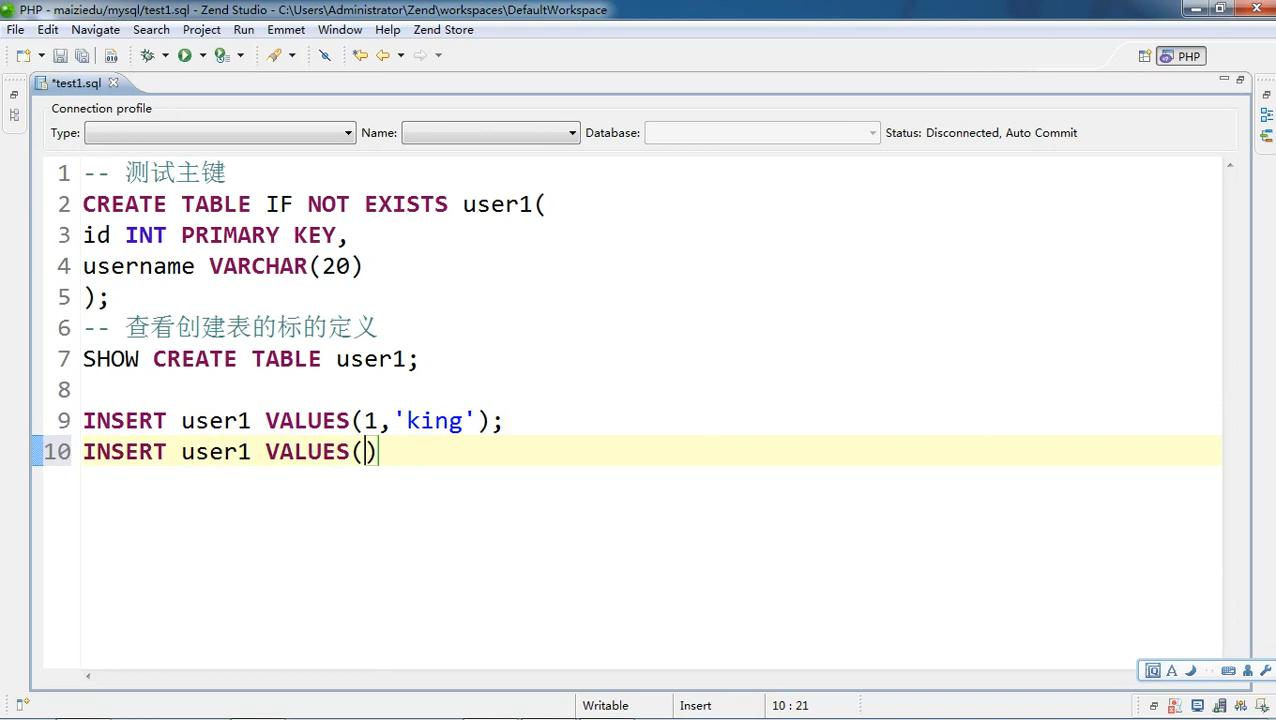 PHP - maiziedu/mysql/test1.sql - Zend Studio - C:\Users\Administrator\Zend\workspaces\DefaultWorkspace
File Edit Navigate Search Project Run Emmet Window Help Zend Store
PHP
*test1.sql
Connection profile
Type: Name: Database: Status: Disconnected, Auto Commit
1 -- 测试主键
2 CREATE TABLE IF NOT EXISTS user1(
3 id INT PRIMARY KEY,
4 username VARCHAR(20)
5 );
6 -- 查看创建表的标的定义
7 SHOW CREATE TABLE user1;
8
9 INSERT user1 VALUES(1,'king');
10 INSERT user1 VALUES()
Writable Insert 10 : 21